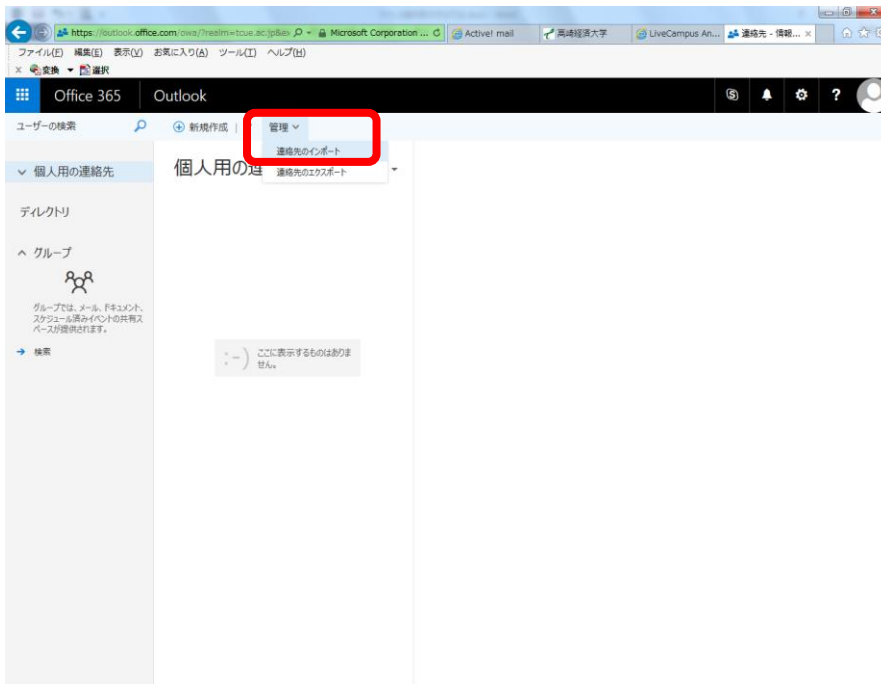 https://outlook.office.com/owa/?realm=tcue.ac.jp&ex
Microsoft Corporation ...
Active! mail
高崎経済大学
LiveCampus An...
連絡先 - 情報...
ファイル(F) 編集(E) 表示(V) お気に入り(A) ツール(T) ヘルプ(H)
× 変換 ▼ 選択
Office 365 Outlook
?
ユーザーの検索
新規作成 |
管理
連絡先のインポート
連絡先のエクスポート
個人用の連絡先
個人用の連
ディレクトリ
グループ
グループでは、メール、ドキュメント、
スケジュール済みイベントの共有ス
ペースが提供されます。
→ 検索
:-) ここに表示するものはありま
せん。